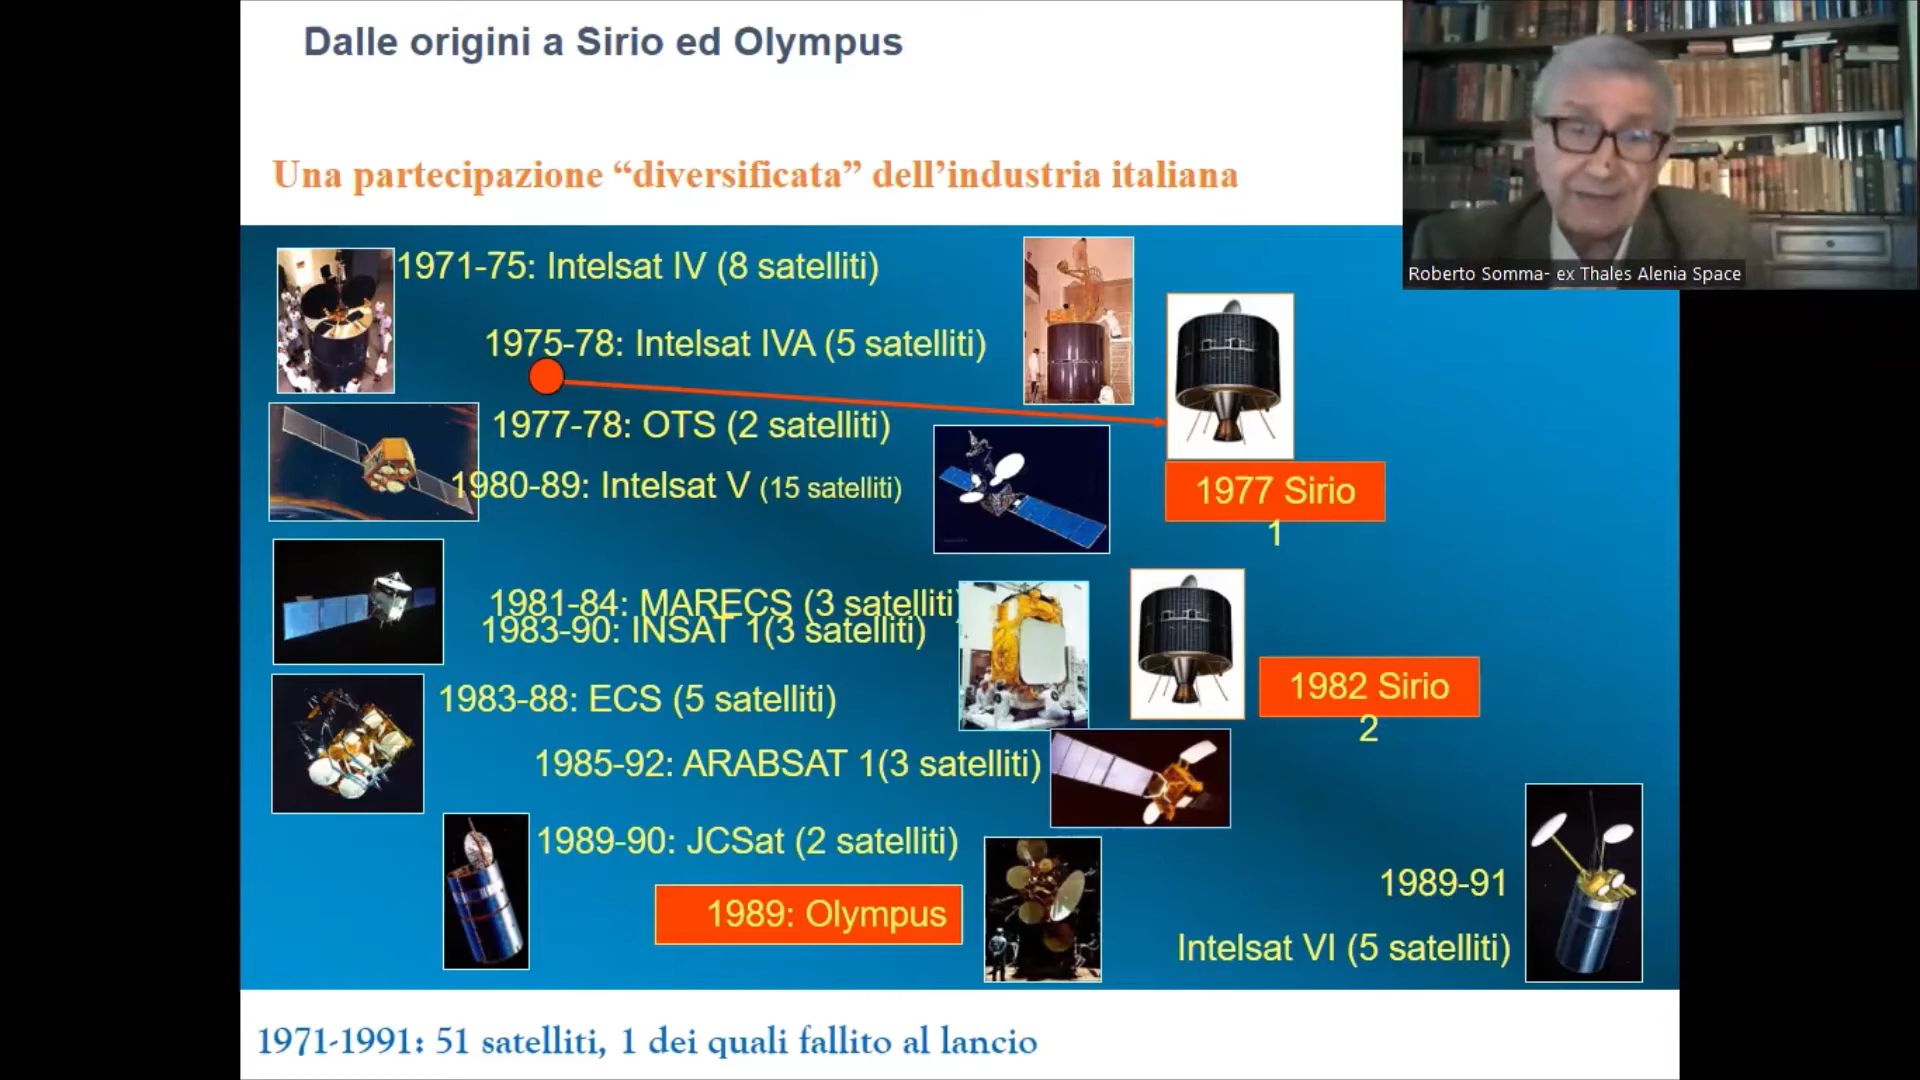 Dalle origini a Sirio ed Olympus
Una partecipazione “diversificata” dell’industria italiana
Roberto Somma- ex Thales Alenia Space
1971-75: Intelsat IV (8 satelliti)
1975-78: Intelsat IVA (5 satelliti)
1977-78: OTS (2 satelliti)
1980-89: Intelsat V (15 satelliti)
1977 Sirio
1
1981-84: MARECS (3 satelliti)
1983-90: INSAT 1(3 satelliti)
1983-88: ECS (5 satelliti)
1982 Sirio
2
1985-92: ARABSAT 1(3 satelliti)
1989-90: JCSat (2 satelliti)
1989: Olympus
1989-91
Intelsat VI (5 satelliti)
1971-1991: 51 satelliti, 1 dei quali fallito al lancio